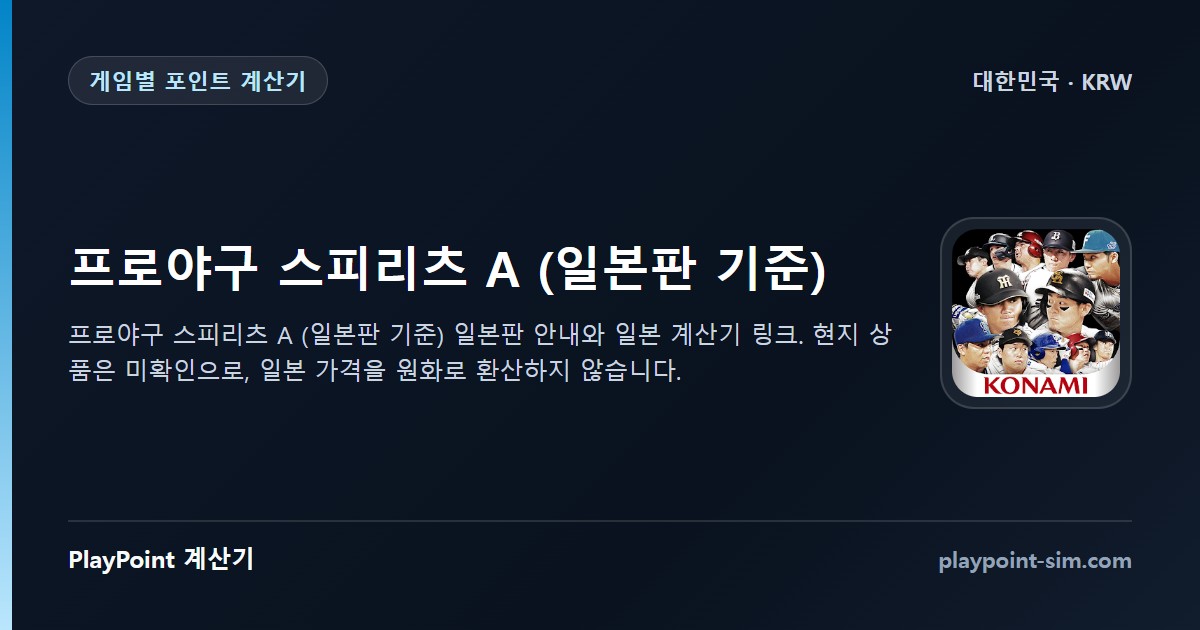 게임별 포인트 계산기
대한민국 · KRW
프로야구 스피리츠 A (일본판 기준)
프로야구 스피리츠 A (일본판 기준) 일본판 안내와 일본 계산기 링크. 현지 상
품은 미확인으로, 일본 가격을 원화로 환산하지 않습니다.
KONAMI
PlayPoint 계산기
playpoint-sim.com